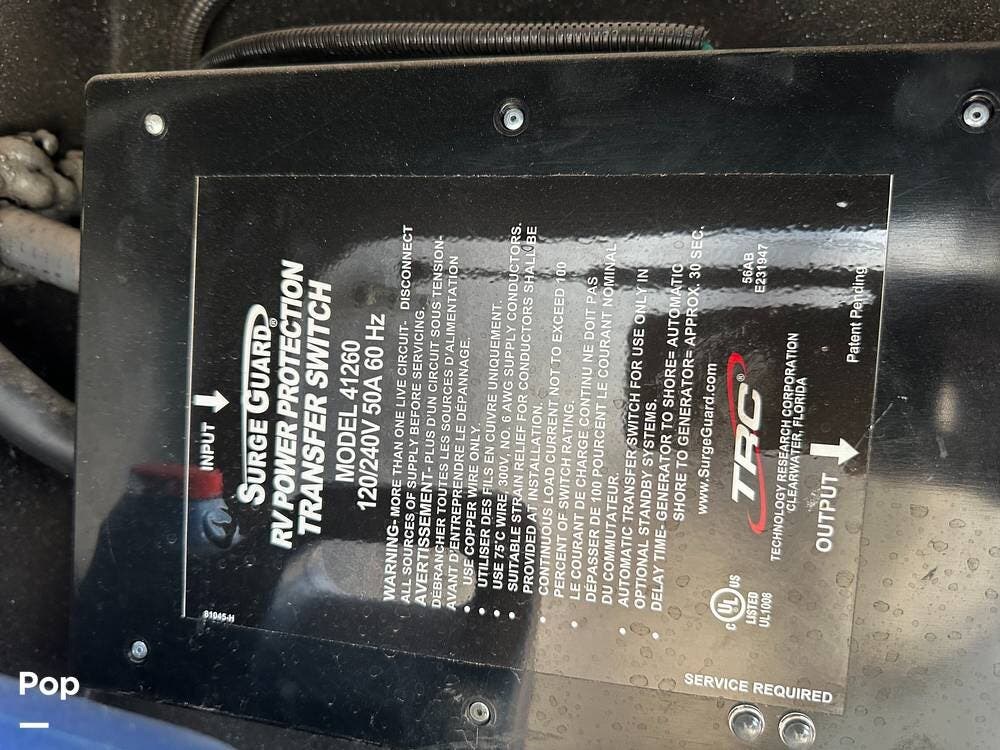 INPUT
SURGE GUARD®
RV POWER PROTECTION
TRANSFER SWITCH
MODEL 41260
120/240V 50A 60 Hz
WARNING- MORE THAN ONE LIVE CIRCUIT- DISCONNECT
ALL SOURCES OF SUPPLY BEFORE SERVICING.
AVERTISSEMENT- PLUS D'UN CIRCUIT SOUS TENSION-
DÉBRANCHER TOUTES LES SOURCES D'ALIMENTATION
AVANT D'ENTREPRENDRE LE DÉPANNAGE.
• USE COPPER WIRE ONLY.
UTILISER DES FILS EN CUIVRE UNIQUEMENT.
• USE 75°C WIRE, 300V, NO. 6 AWG SUPPLY CONDUCTORS.
• SUITABLE STRAIN RELIEF FOR CONDUCTORS SHALL BE
PROVIDED AT INSTALLATION.
• CONTINUOUS LOAD CURRENT NOT TO EXCEED 100
PERCENT OF SWITCH RATING.
• LE COURANT DE CHARGE CONTINU NE DOIT PAS
DÉPASSER DE 100 POURCENT LE COURANT NOMINAL
DU COMMUTATEUR.
• AUTOMATIC TRANSFER SWITCH FOR USE ONLY IN
OPTIONAL STANDBY SYSTEMS.
• DELAY TIME- GENERATOR TO SHORE= AUTOMATIC
SHORE TO GENERATOR= APPROX. 30 SEC.
www.SurgeGuard.com
56AB
E231947
TRC®
TECHNOLOGY RESEARCH CORPORATION
CLEARWATER, FLORIDA
C UL US
LISTED
UL1008
OUTPUT
Patent Pending
81045-H
SERVICE REQUIRED
Pop